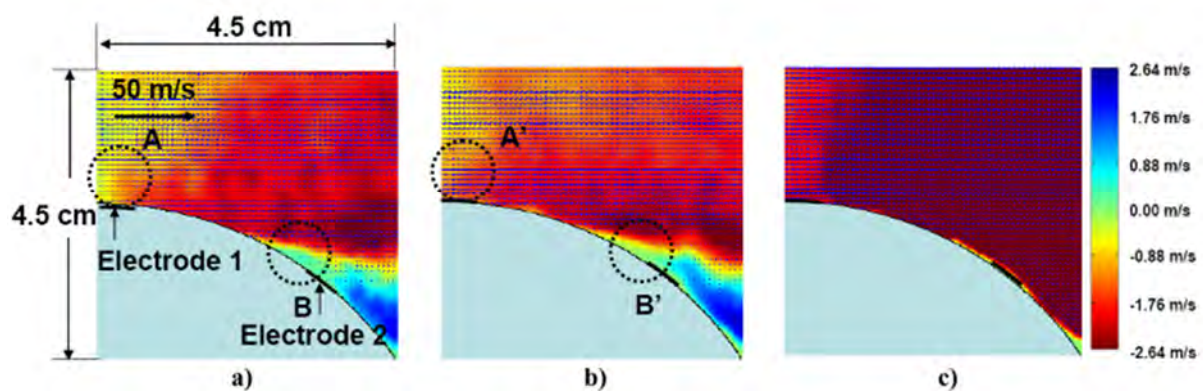 4.5 cm
50 m/s
A
4.5 cm
Electrode 1
B
Electrode 2
a)
A'
B'
b)
c)
2.64 m/s
1.76 m/s
0.88 m/s
0.00 m/s
-0.88 m/s
-1.76 m/s
-2.64 m/s